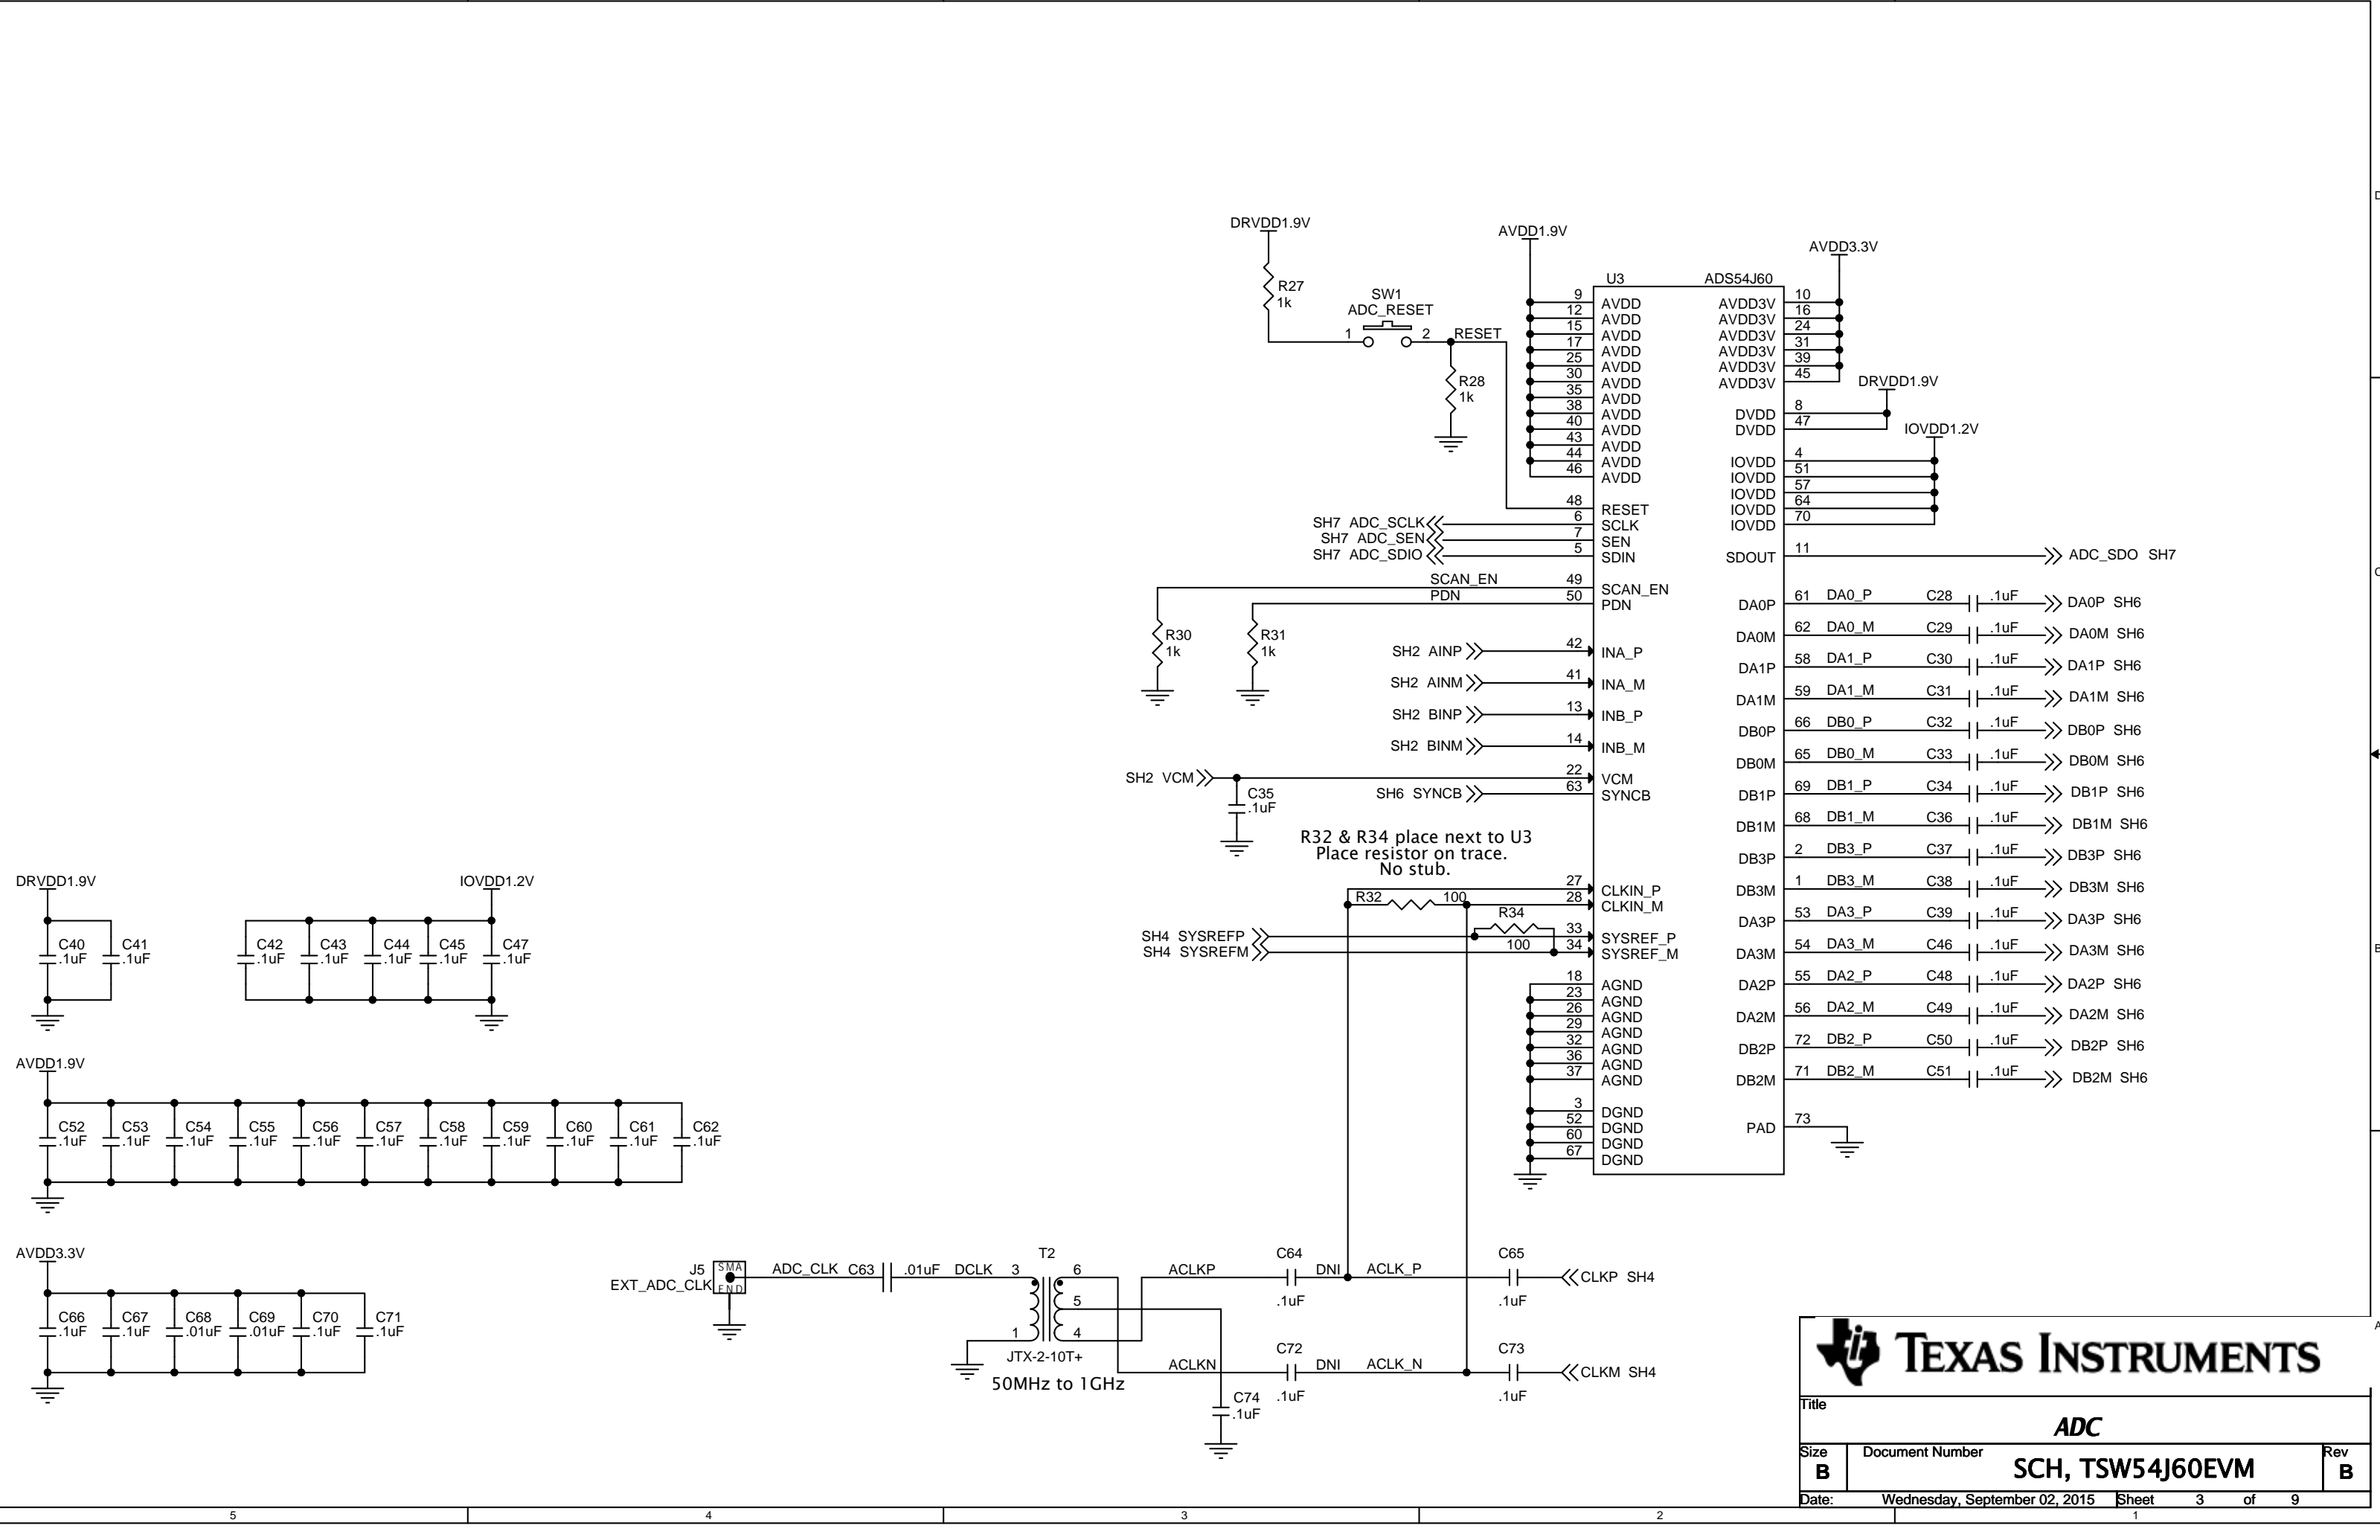 DRVDD1.9V
R27
1k
SW1
ADC_RESET
1
2
RESET
R28
1k
AVDD1.9V
AVDD3.3V
DRVDD1.9V
IOVDD1.2V
U3
ADS54J60
9 AVDD
12 AVDD
15 AVDD
17 AVDD
25 AVDD
30 AVDD
35 AVDD
38 AVDD
40 AVDD
43 AVDD
44 AVDD
46 AVDD
48 RESET
SH7 ADC_SCLK 6 SCLK
SH7 ADC_SEN 7 SEN
SH7 ADC_SDIO 5 SDIN
SCAN_EN 49 SCAN_EN
PDN 50 PDN
R30
1k
R31
1k
SH2 AINP 42 INA_P
SH2 AINM 41 INA_M
SH2 BINP 13 INB_P
SH2 BINM 14 INB_M
SH2 VCM 22 VCM
C35
.1uF
SH6 SYNCB 63 SYNCB
R32 & R34 place next to U3
Place resistor on trace.
No stub.
27 CLKIN_P
R32 100 28 CLKIN_M
R34
100
SH4 SYSREFP 33 SYSREF_P
SH4 SYSREFM 34 SYSREF_M
18 AGND
23 AGND
26 AGND
29 AGND
32 AGND
36 AGND
37 AGND
3 DGND
52 DGND
60 DGND
67 DGND
AVDD3V 10
AVDD3V 16
AVDD3V 24
AVDD3V 31
AVDD3V 39
AVDD3V 45
DVDD 8
DVDD 47
IOVDD 4
IOVDD 51
IOVDD 57
IOVDD 64
IOVDD 70
SDOUT 11 ADC_SDO SH7
DA0P 61 DA0_P C28 .1uF DA0P SH6
DA0M 62 DA0_M C29 .1uF DA0M SH6
DA1P 58 DA1_P C30 .1uF DA1P SH6
DA1M 59 DA1_M C31 .1uF DA1M SH6
DB0P 66 DB0_P C32 .1uF DB0P SH6
DB0M 65 DB0_M C33 .1uF DB0M SH6
DB1P 69 DB1_P C34 .1uF DB1P SH6
DB1M 68 DB1_M C36 .1uF DB1M SH6
DB3P 2 DB3_P C37 .1uF DB3P SH6
DB3M 1 DB3_M C38 .1uF DB3M SH6
DA3P 53 DA3_P C39 .1uF DA3P SH6
DA3M 54 DA3_M C46 .1uF DA3M SH6
DA2P 55 DA2_P C48 .1uF DA2P SH6
DA2M 56 DA2_M C49 .1uF DA2M SH6
DB2P 72 DB2_P C50 .1uF DB2P SH6
DB2M 71 DB2_M C51 .1uF DB2M SH6
PAD 73
DRVDD1.9V
C40 C41
.1uF .1uF
IOVDD1.2V
C42 C43 C44 C45 C47
.1uF .1uF .1uF .1uF .1uF
AVDD1.9V
C52 C53 C54 C55 C56 C57 C58 C59 C60 C61 C62
.1uF .1uF .1uF .1uF .1uF .1uF .1uF .1uF .1uF .1uF .1uF
AVDD3.3V
C66 C67 C68 C69 C70 C71
.1uF .1uF .01uF .01uF .1uF .1uF
J5
EXT_ADC_CLK
SMA
END
ADC_CLK C63 .01uF DCLK
T2
3 6
5
1 4
JTX-2-10T+
50MHz to 1GHz
ACLKP C64 DNI ACLK_P C65 CLKP SH4
.1uF .1uF
ACLKN C72 DNI ACLK_N C73 CLKM SH4
.1uF .1uF
C74
.1uF
TEXAS INSTRUMENTS
Title
ADC
Size
B
Document Number
SCH, TSW54J60EVM
Rev
B
Date: Wednesday, September 02, 2015 Sheet 3 of 9
5 4 3 2 1
D
C
B
A